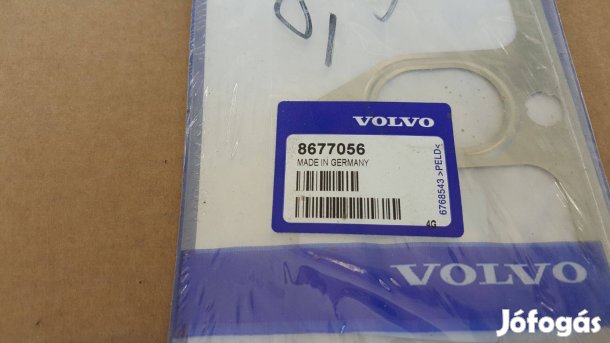 VOLVO
8677056
MADE IN GERMANY
6768543 >PELD<
4G
VOLVO
Jófogás